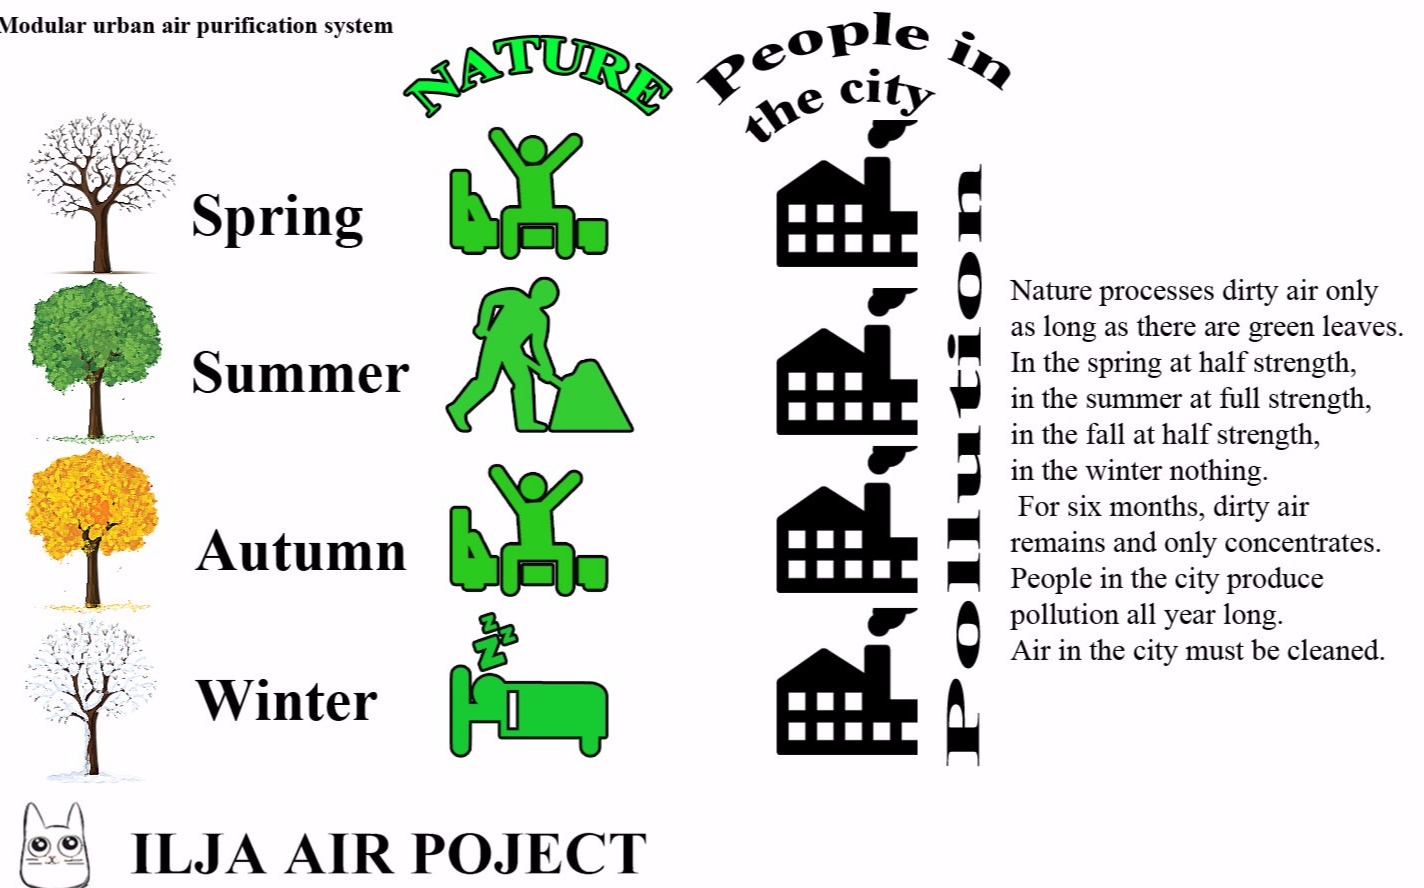 Modular urban air purification system
NATURE
People in
the city
Spring
Summer
Autumn
Winter
zzz
Pollution
Nature processes dirty air only
as long as there are green leaves.
In the spring at half strength,
in the summer at full strength,
in the fall at half strength,
in the winter nothing.
For six months, dirty air
remains and only concentrates.
People in the city produce
pollution all year long.
Air in the city must be cleaned.
ILJA AIR POJECT